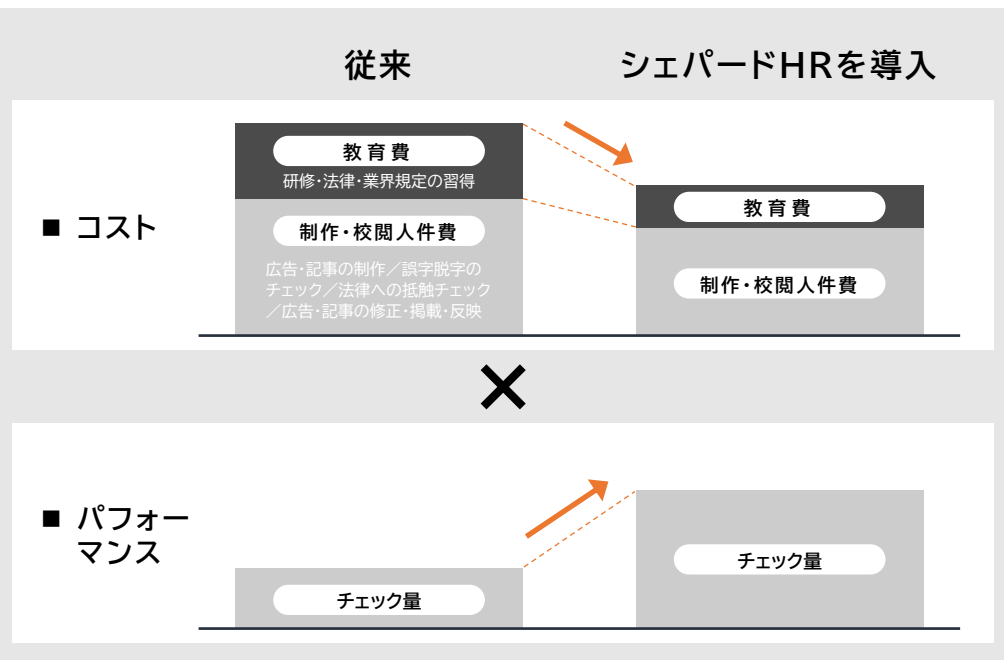 従来
シェパードHRを導入
■ コスト
教育費
研修・法律・業界規定の習得
制作・校閲人件費
広告・記事の制作／誤字脱字の
チェック／法律への抵触チェック
／広告・記事の修正・掲載・反映
教育費
制作・校閲人件費
■ パフォー
マンス
チェック量
チェック量